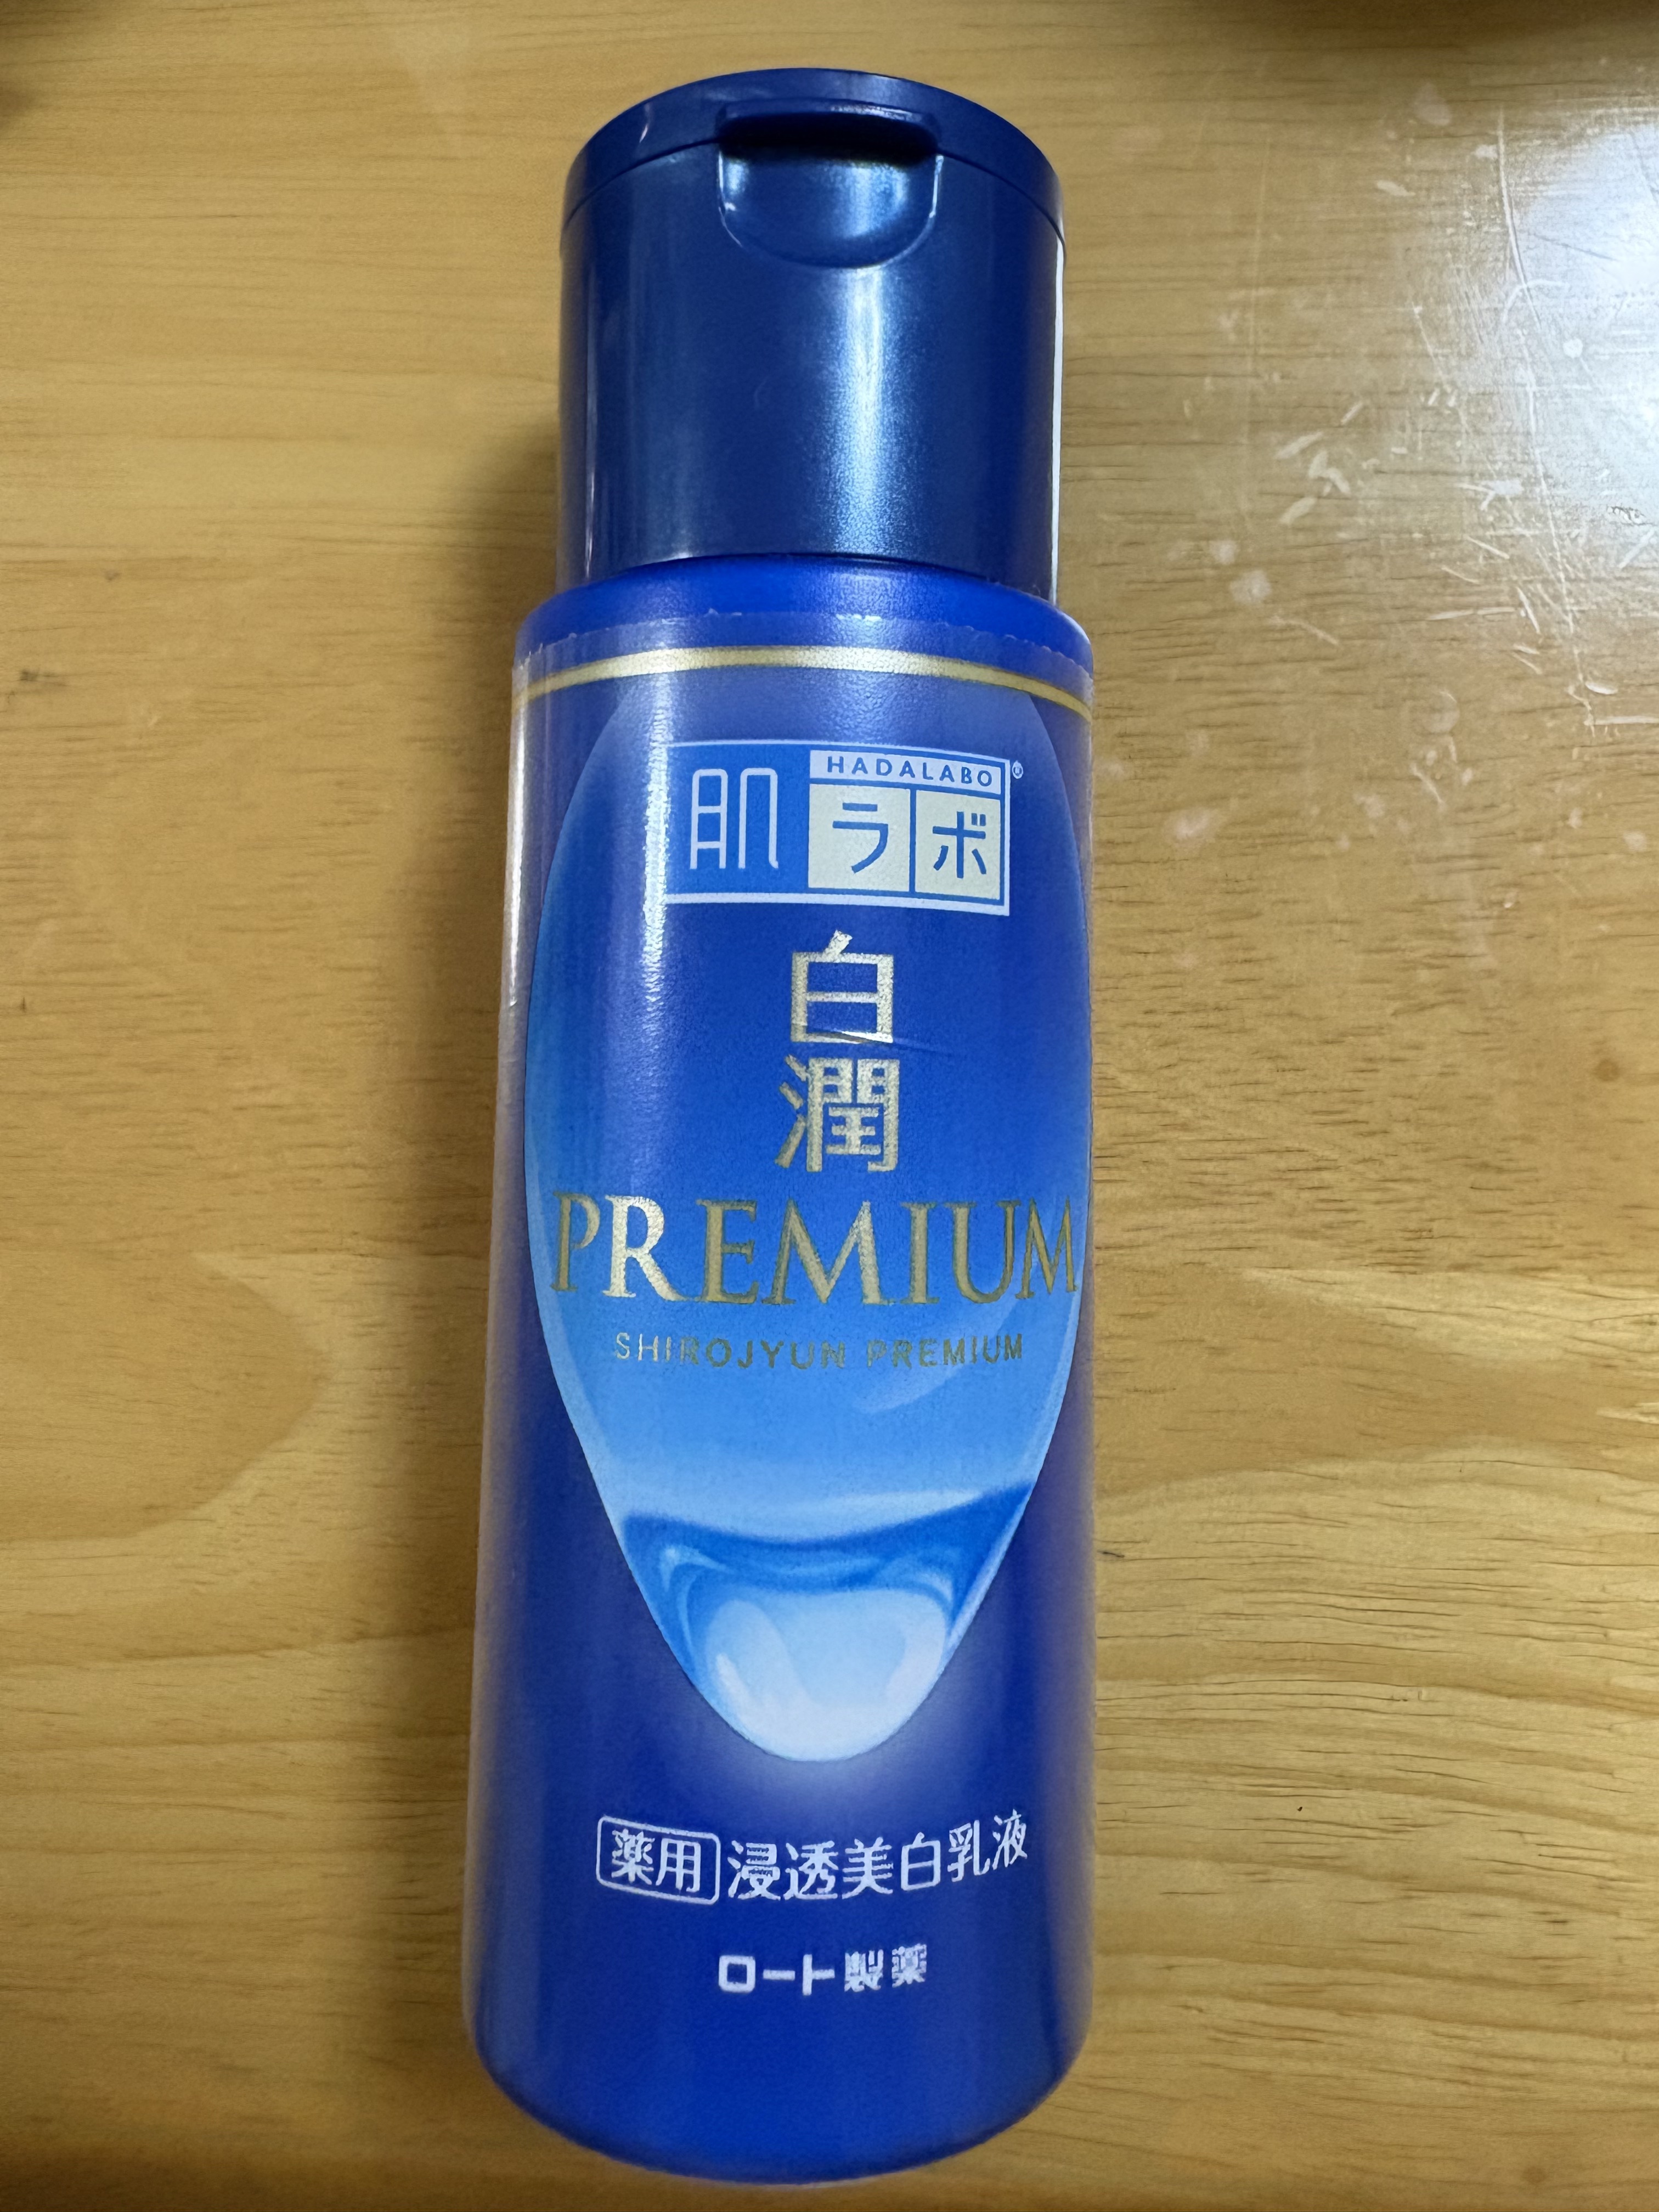 HADALABO®
肌ラボ
白
潤
PREMIUM
SHIROJYUN PREMIUM
薬用 浸透美白乳液
ロート製薬